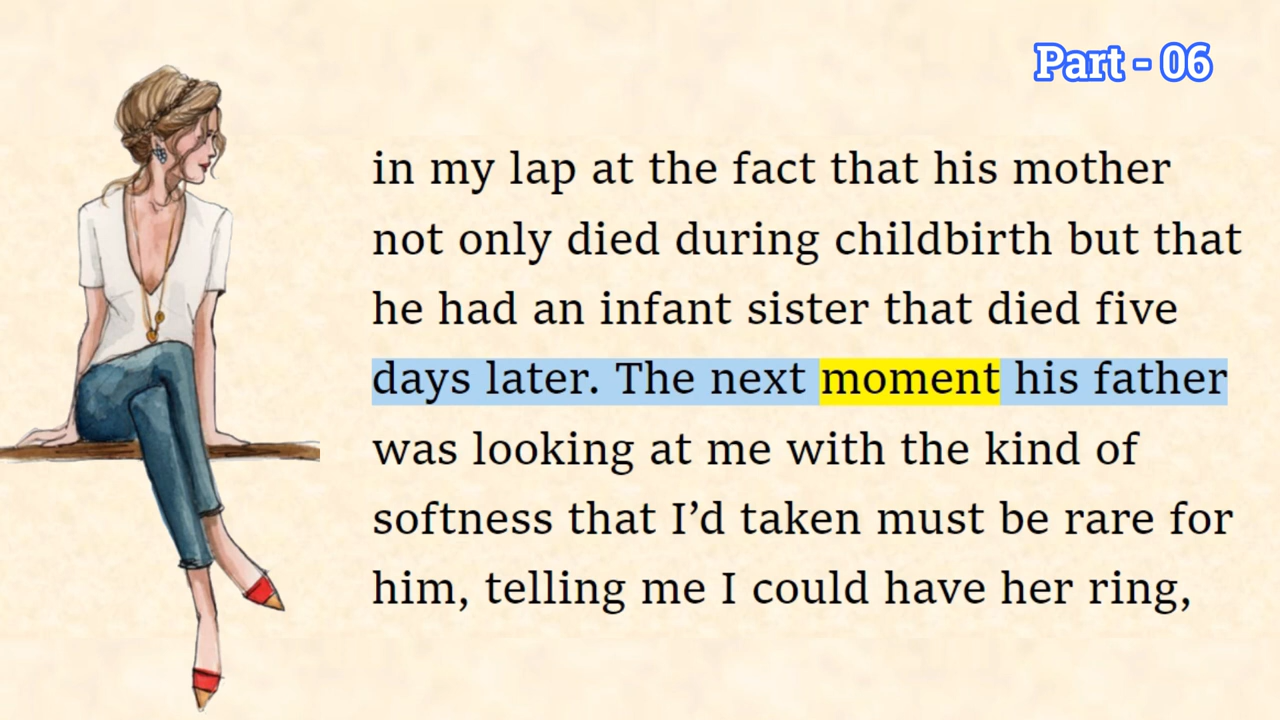 Part - 06
in my lap at the fact that his mother
not only died during childbirth but that
he had an infant sister that died five
days later. The next moment his father
was looking at me with the kind of
softness that I’d taken must be rare for
him, telling me I could have her ring,